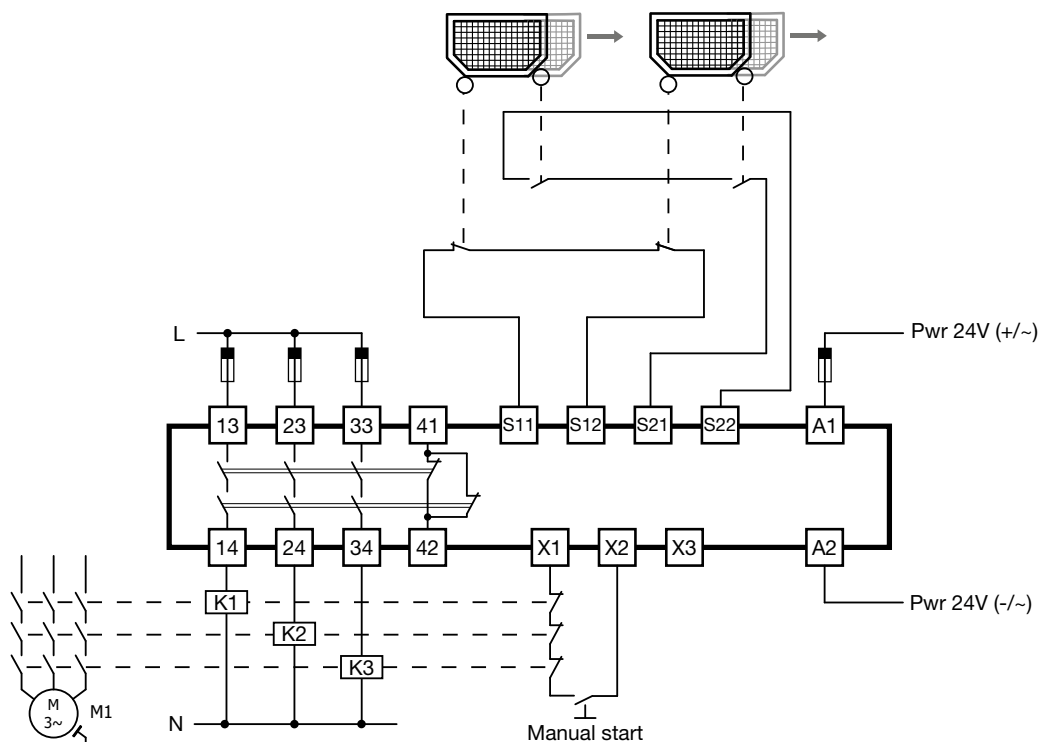 L
Pwr 24V (+/~)
13 23 33 41 S11 S12 S21 S22 A1
14 24 34 42 X1 X2 X3 A2
K1
Pwr 24V (-/~)
K2
K3
M
3~
M1
N
Manual start